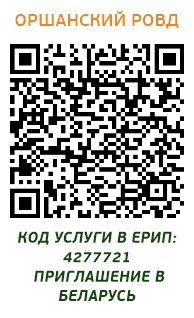 ОРШАНСКИЙ РОВД
КОД УСЛУГИ В ЕРИП:
4277721
ПРИГЛАШЕНИЕ В
БЕЛАРУСЬ